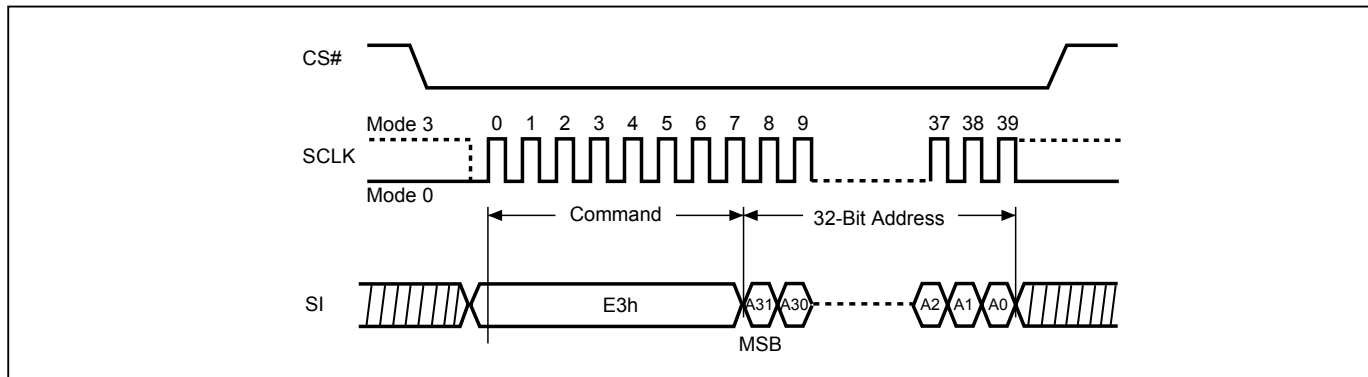 CS#
Mode 3 0 1 2 3 4 5 6 7 8 9 37 38 39
SCLK
Mode 0
Command 32-Bit Address
SI E3h A31 A30 A2 A1 A0
MSB